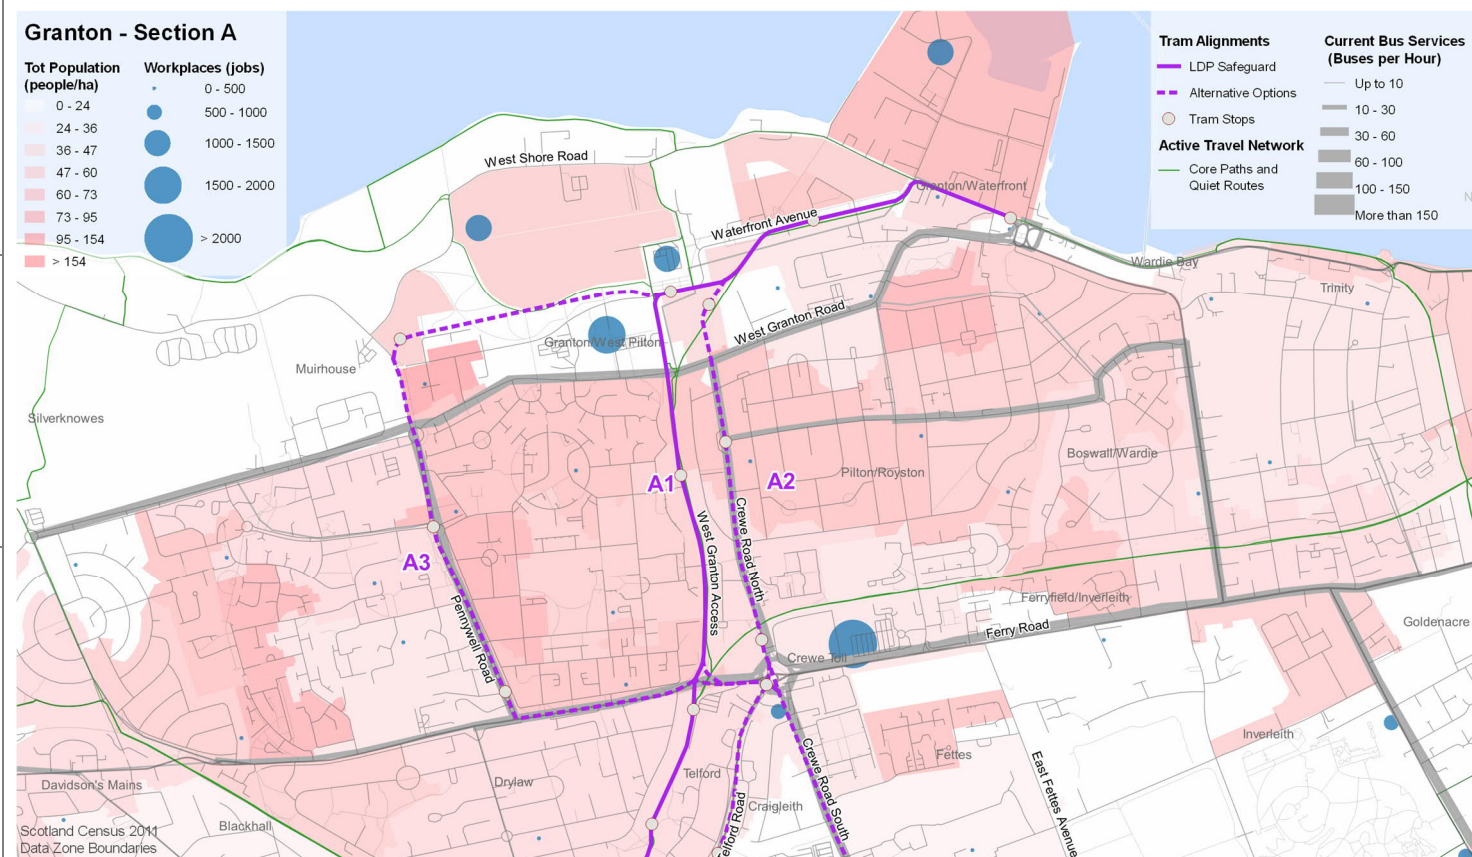 Granton - Section A
Tot Population
(people/ha)
0 - 24
24 - 36
36 - 47
47 - 60
60 - 73
73 - 95
95 - 154
> 154
Workplaces (jobs)
0 - 500
500 - 1000
1000 - 1500
1500 - 2000
> 2000
Tram Alignments
LDP Safeguard
Alternative Options
Tram Stops
Active Travel Network
Core Paths and
Quiet Routes
Current Bus Services
(Buses per Hour)
Up to 10
10 - 30
30 - 60
60 - 100
100 - 150
More than 150
N
West Shore Road
Granton/Waterfront
Waterfront Avenue
Wardie Bay
Trinity
West Granton Road
Granton/West Pilton
Muirhouse
Silverknowes
Boswall/Wardie
Pilton/Royston
A1
A2
A3
Crewe Road North
West Granton Access
Pennywell Road
Ferryfield/Inverleith
Ferry Road
Goldenacre
Crewe Toll
Inverleith
Fettes
East Fettes Avenue
Crewe Road South
Telford
Telford Road
Craigleith
Drylaw
Davidson's Mains
Blackhall
Scotland Census 2011
Data Zone Boundaries